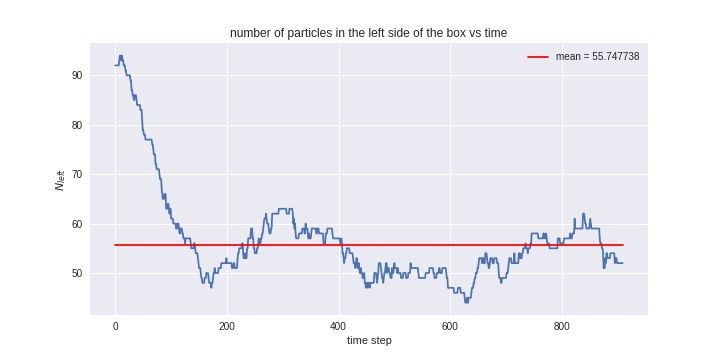 number of particles in the left side of the box vs time
mean = 55.747738
90
80
70
60
50
N_left
0 200 400 600 800
time step